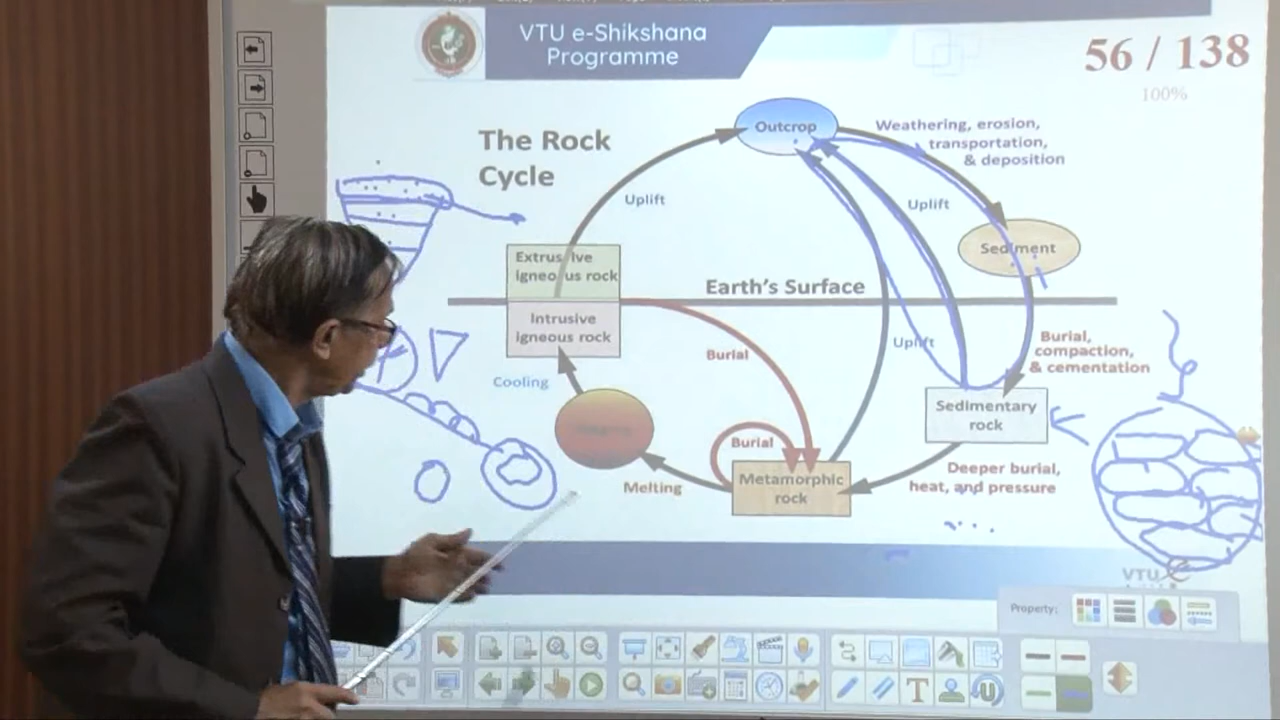 VTU e-Shikshana
Programme
56 / 138
100%
The Rock
Cycle
Outcrop
Weathering, erosion,
transportation,
& deposition
Uplift
Uplift
Sediment
Extrusive
igneous rock
Earth's Surface
Intrusive
igneous rock
Burial
Uplift
Burial,
compaction,
& cementation
Cooling
Sedimentary
rock
Burial
Metamorphic
rock
Melting
Deeper burial,
heat, and pressure
VTU
Property: